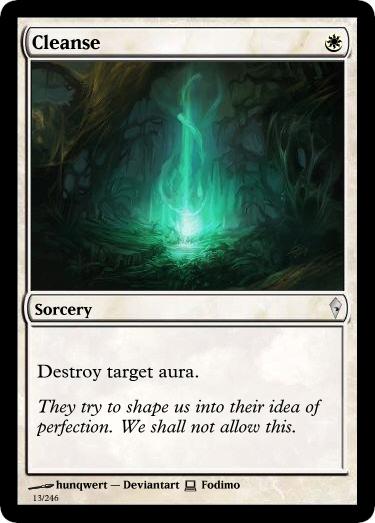 Cleanse
Sorcery
Destroy target aura.
They try to shape us into their idea of
perfection. We shall not allow this.
hunqwert — Deviantart Fodimo
13/246